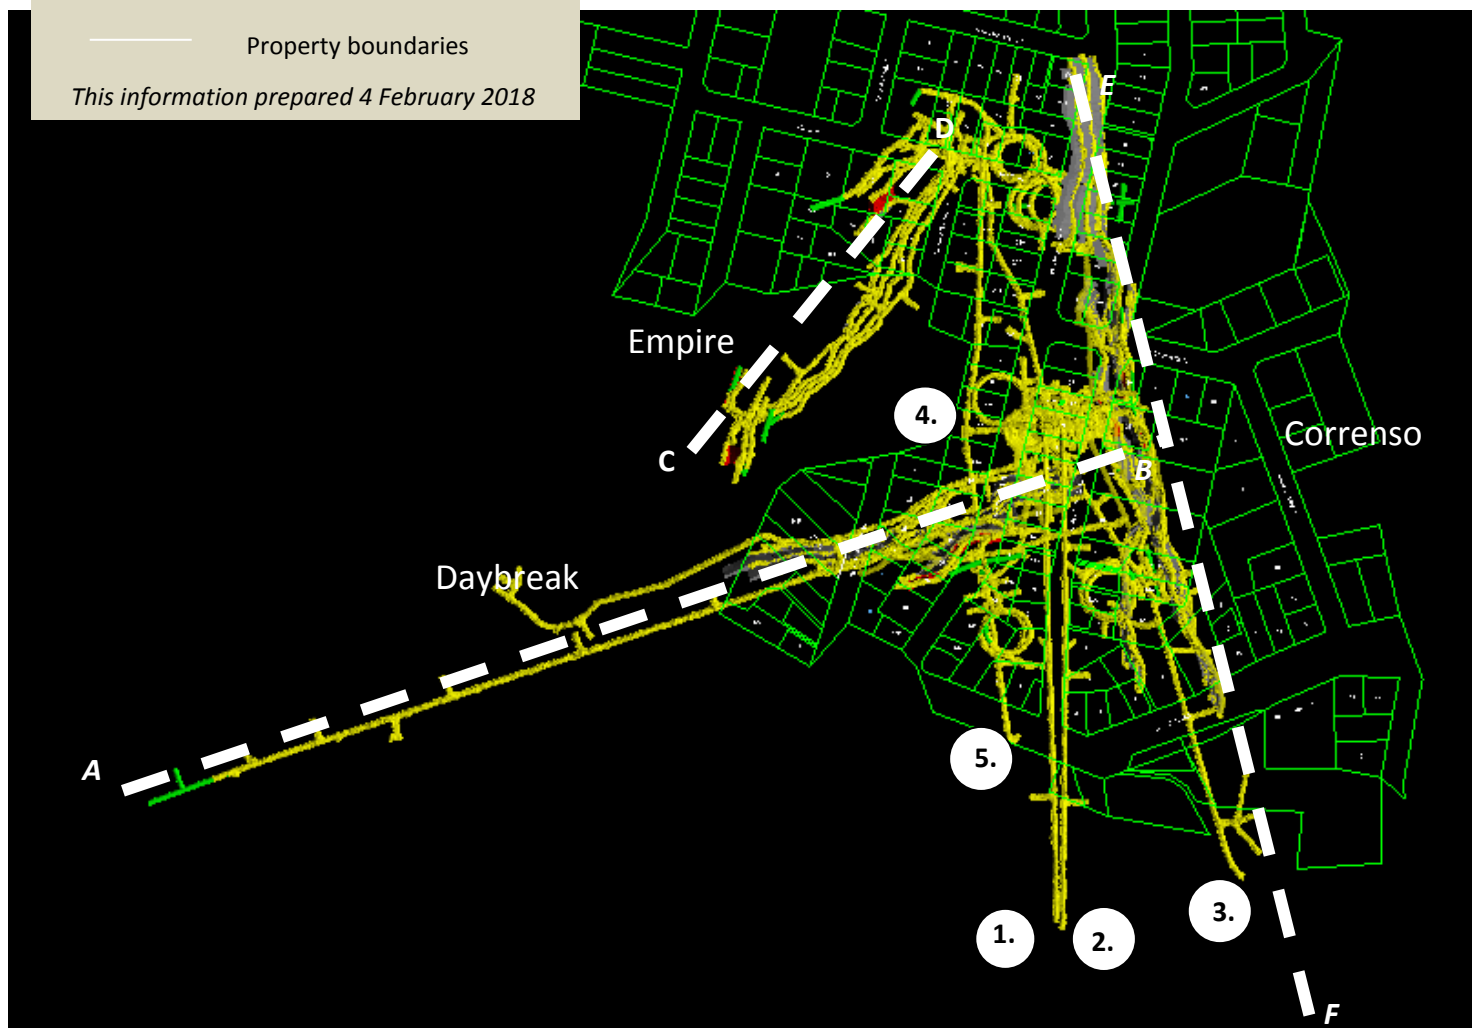 Property boundaries
This information prepared 4 February 2018
E
D
Empire
4.
C
Correnso
B
Daybreak
A
5.
3.
1.
2.
F